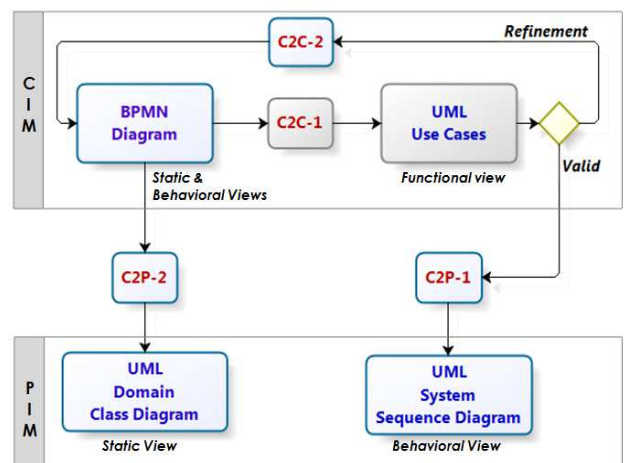 C2C-2
Refinement
C
I
M
BPMN
Diagram
C2C-1
UML
Use Cases
Valid
Static &
Behavioral Views
Functional view
C2P-2
C2P-1
P
I
M
UML
Domain
Class Diagram
UML
System
Sequence Diagram
Static View
Behavioral View